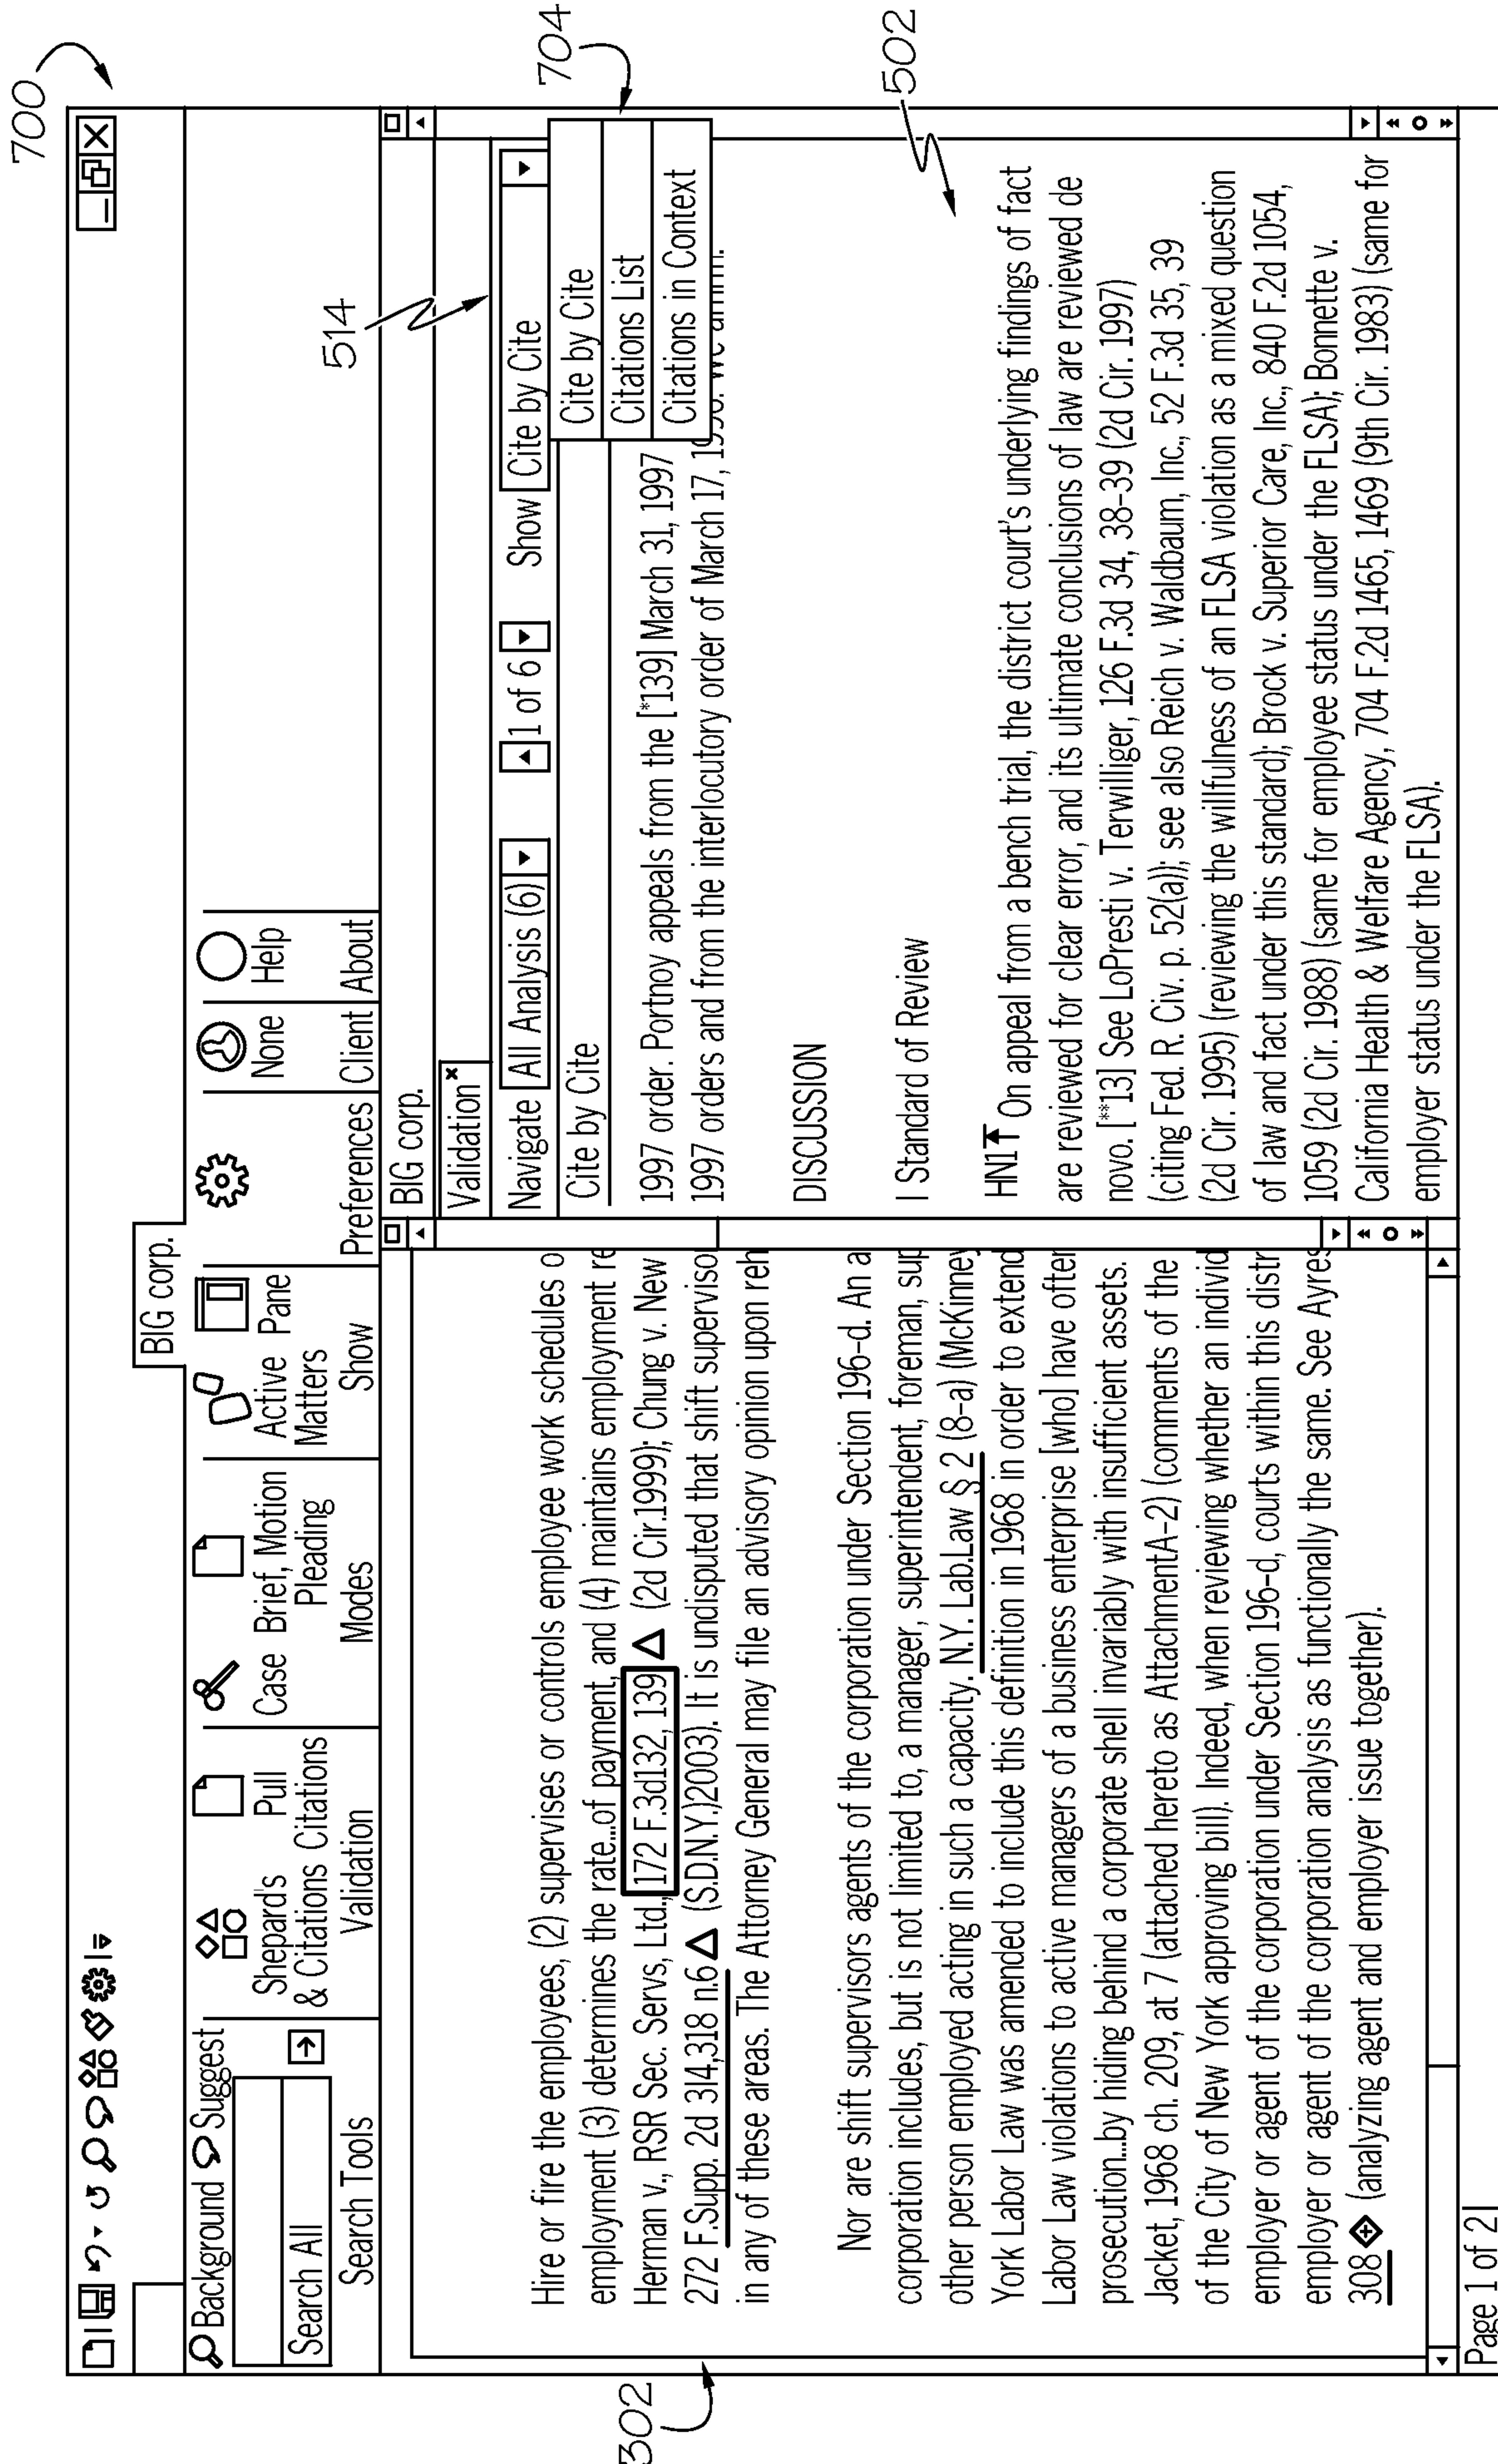 700
BIG corp.
Background Suggest
Search All
Search Tools
Shepard's & Citations
Pull Citations
Validation
Case
Brief, Motion Pleading
Modes
Active Matters
Pane
Show
Preferences
None
Client
Help
About
302
Hire or fire the employees, (2) supervises or controls employee work schedules o
employment (3) determines the rate...of payment, and (4) maintains employment re
Herman v., RSR Sec. Servs, Ltd., 172 F.3d132, 139 (2d Cir.1999); Chung v. New
272 F.Supp. 2d 3l4,318 n.6 (S.D.N.Y.)2003). It is undisputed that shift superviso
in any of these areas. The Attorney General may file an advisory opinion upon reh
Nor are shift supervisors agents of the corporation under Section 196-d. An a
corporation includes, but is not limited to, a manager, superintendent, foreman, sup
other person employed acting in such a capacity. N.Y. Lab.Law § 2 (8-a) (McKinney
York Labor Law was amended to include this definition in 1968 in order to extend
Labor Law violations to active managers of a business enterprise [who] have often
prosecution...by hiding behind a corporate shell invariably with insufficient assets.
Jacket, 1968 ch. 209, at 7 (attached hereto as AttachmentA-2) (comments of the
of the City of New York approving bill). Indeed, when reviewing whether an individ
employer or agent of the corporation under Section 196-d, courts within this distr
employer or agent of the corporation analysis as functionally the same. See Ayres
308 (analyzing agent and employer issue together).
Page 1 of 2
BIG corp.
Validation x
514
Navigate All Analysis (6) 1 of 6 Show Cite by Cite
704
Cite by Cite
Citations List
Citations in Context
Cite by Cite
1997 order. Portnoy appeals from the [*139] March 31, 1997
1997 orders and from the interlocutory order of March 17, 1998. We affirm.
502
DISCUSSION
I Standard of Review
HN1 On appeal from a bench trial, the district court's underlying findings of fact
are reviewed for clear error, and its ultimate conclusions of law are reviewed de
novo. [**13] See LoPresti v. Terwilliger, 126 F.3d 34, 38-39 (2d Cir. 1997)
(citing Fed. R. Civ. p. 52(a)); see also Reich v. Waldbaum, Inc., 52 F.3d 35, 39
(2d Cir. 1995) (reviewing the willfulness of an FLSA violation as a mixed question
of law and fact under this standard); Brock v. Superior Care, Inc., 840 F.2d 1054,
1059 (2d Cir. 1988) (same for employee status under the FLSA); Bonnette v.
California Health & Welfare Agency, 704 F.2d 1465, 1469 (9th Cir. 1983) (same for
employer status under the FLSA).